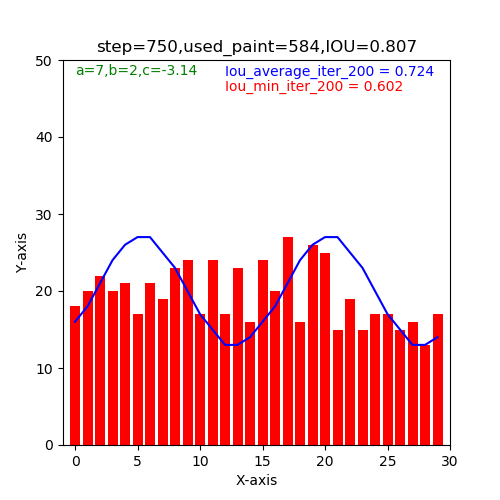 step=750,used_paint=584,IOU=0.807
a=7,b=2,c=-3.14
Iou_average_iter_200 = 0.724
Iou_min_iter_200 = 0.602
50
40
30
20
10
0
Y-axis
0 5 10 15 20 25 30
X-axis